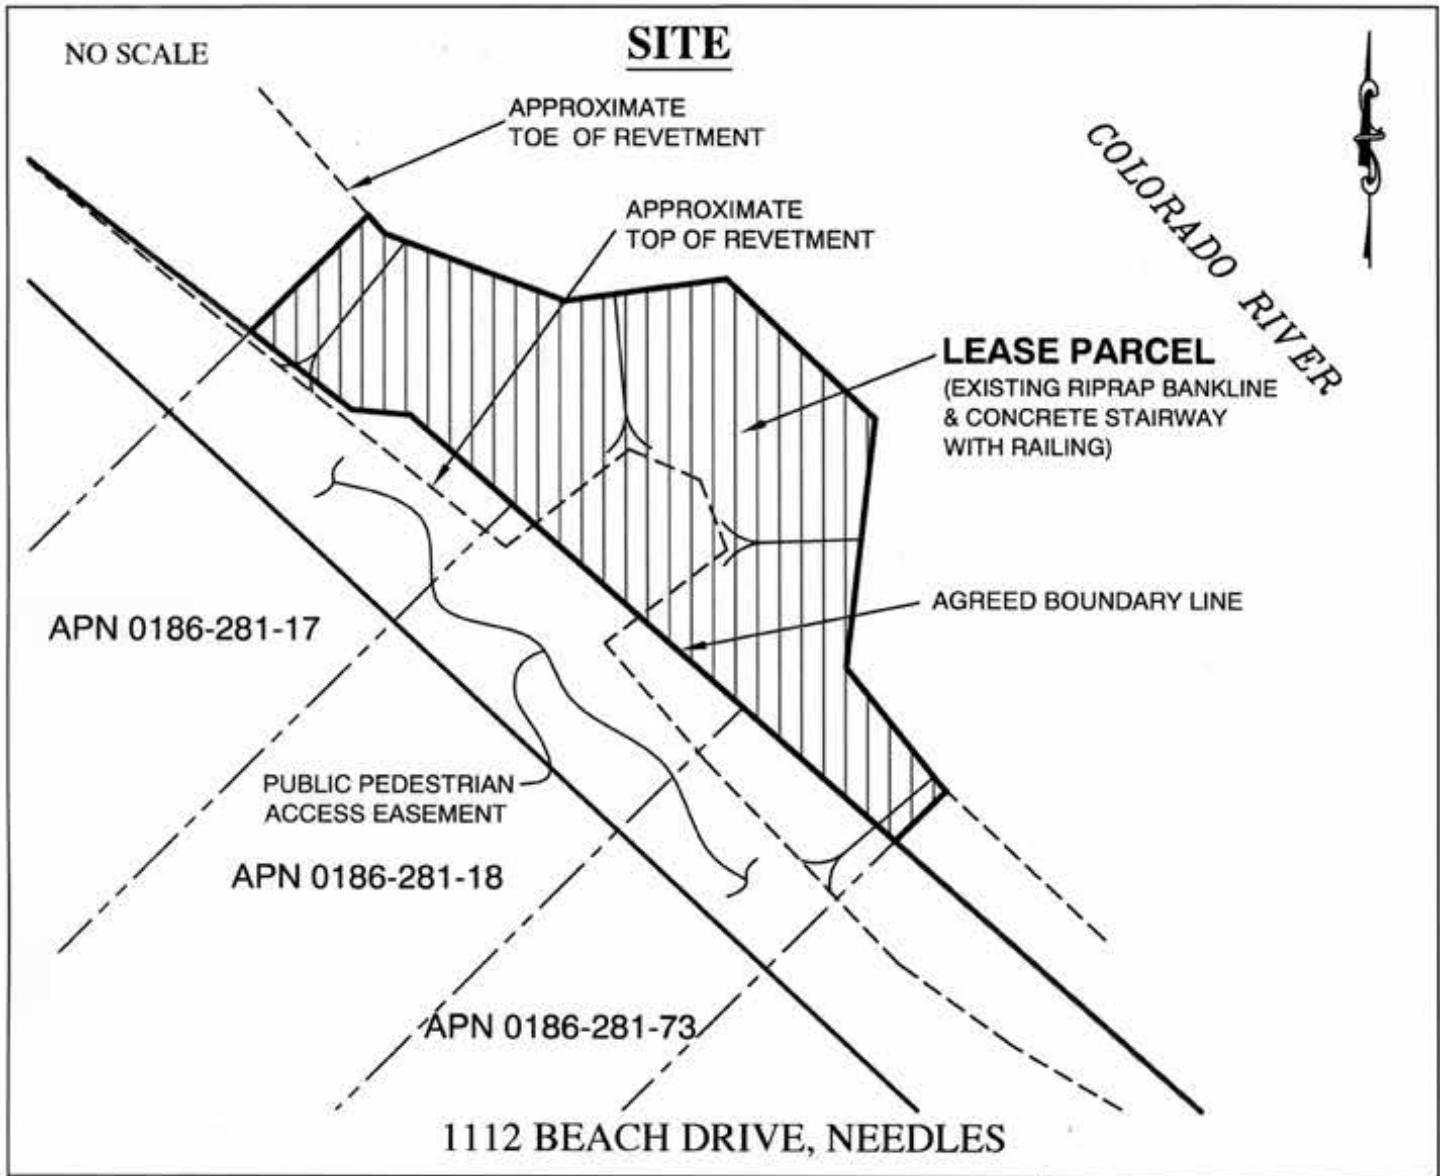 NO SCALE
SITE
APPROXIMATE
TOE OF REVETMENT
APPROXIMATE
TOP OF REVETMENT
COLORADO RIVER
LEASE PARCEL
(EXISTING RIPRAP BANKLINE
& CONCRETE STAIRWAY
WITH RAILING)
AGREED BOUNDARY LINE
APN 0186-281-17
PUBLIC PEDESTRIAN
ACCESS EASEMENT
APN 0186-281-18
APN 0186-281-73
1112 BEACH DRIVE, NEEDLES